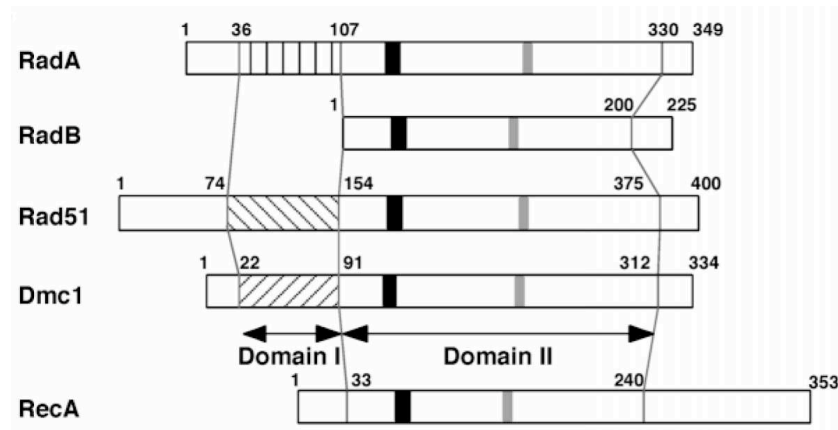 1 36 107 330 349
RadA
1 200 225
RadB
1 74 154 375 400
Rad51
1 22 91 312 334
Dmc1
Domain I Domain II
1 33 240 353
RecA